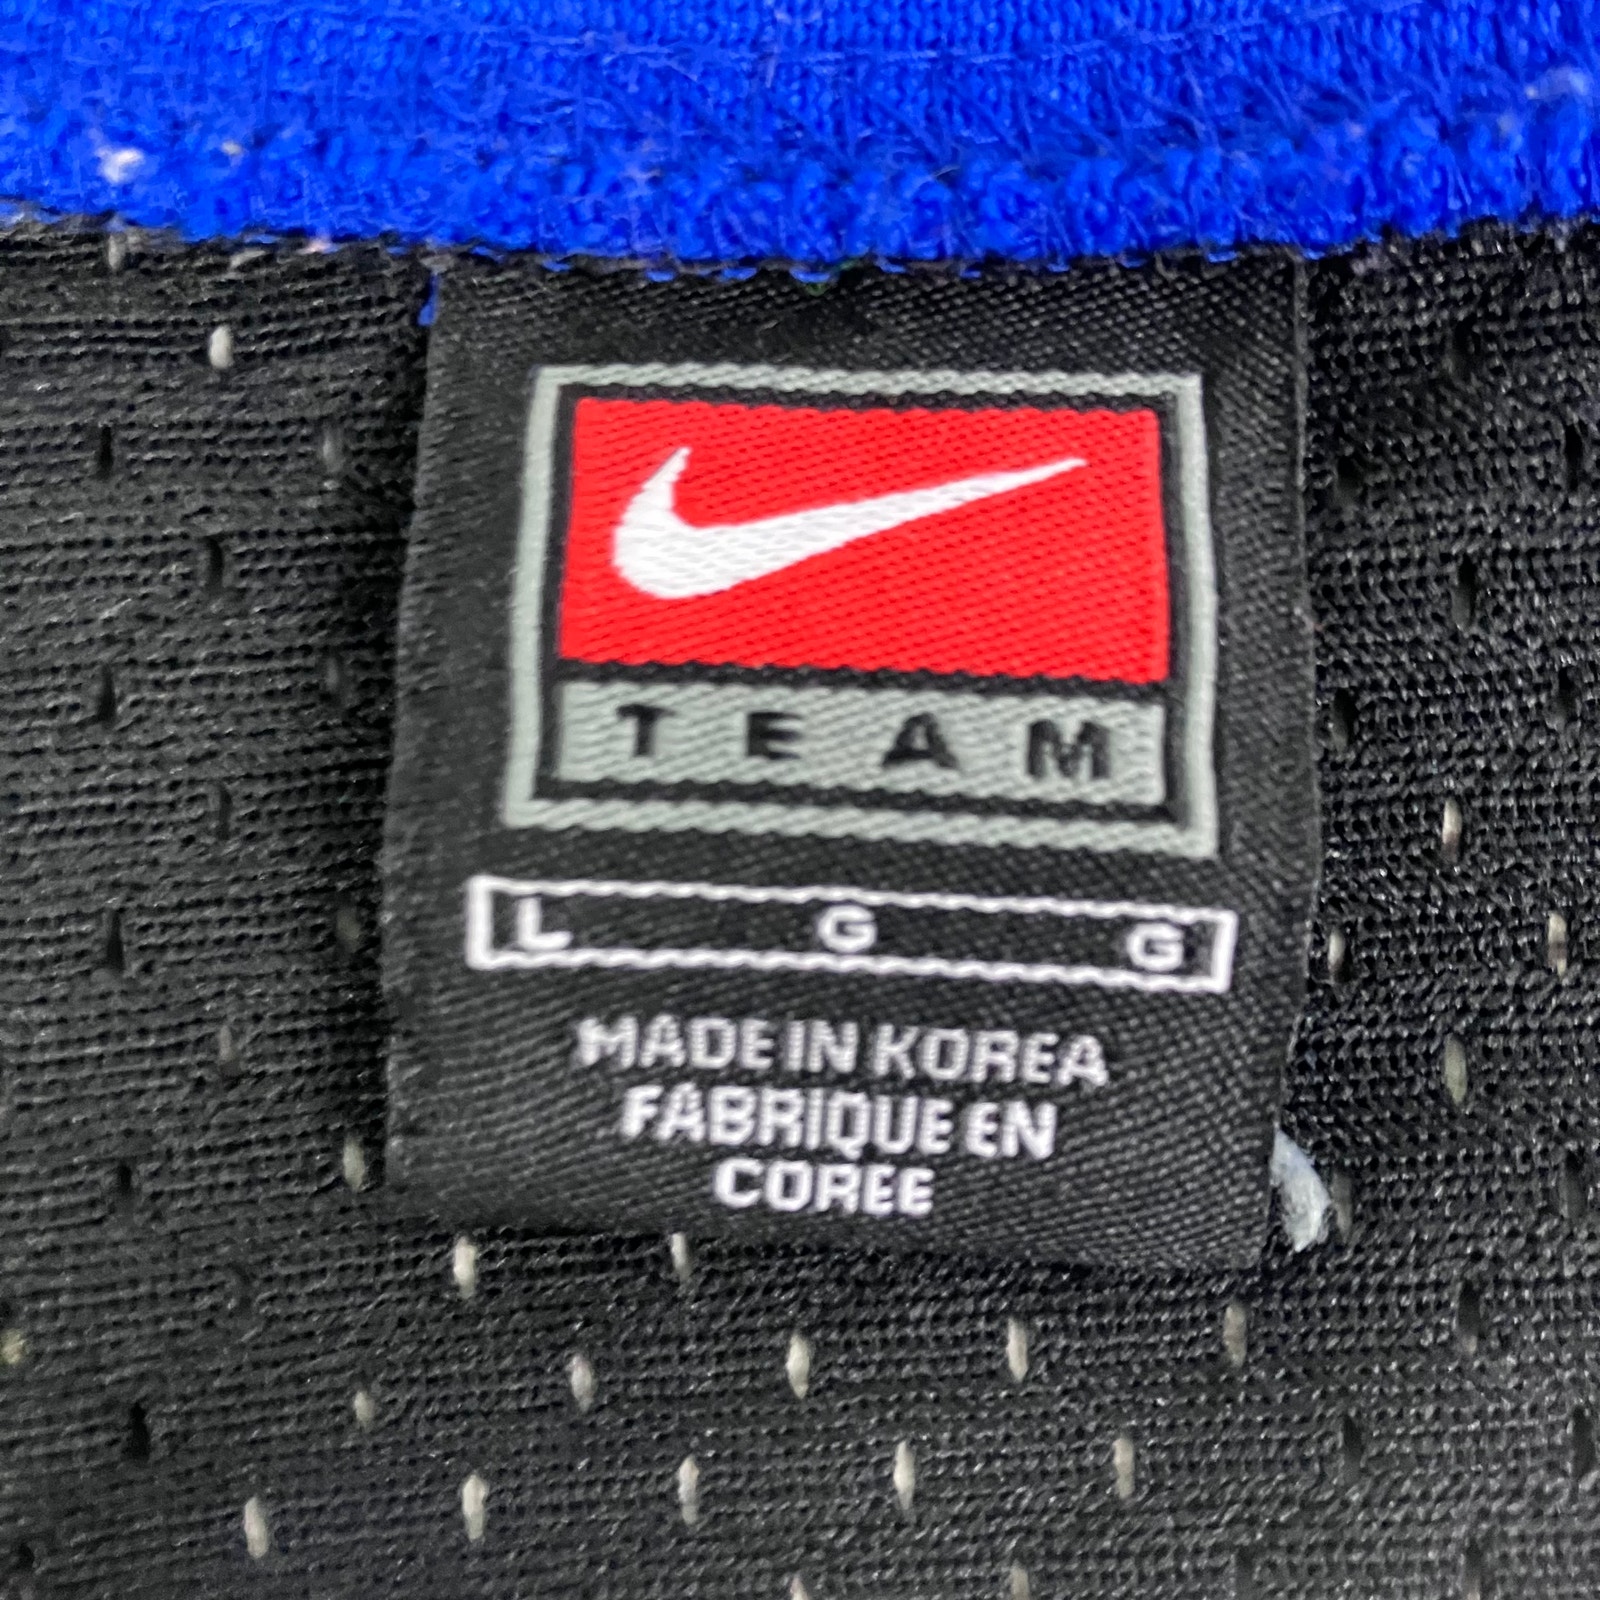 TEAM
L G G
MADE IN KOREA
FABRIQUE EN
COREE